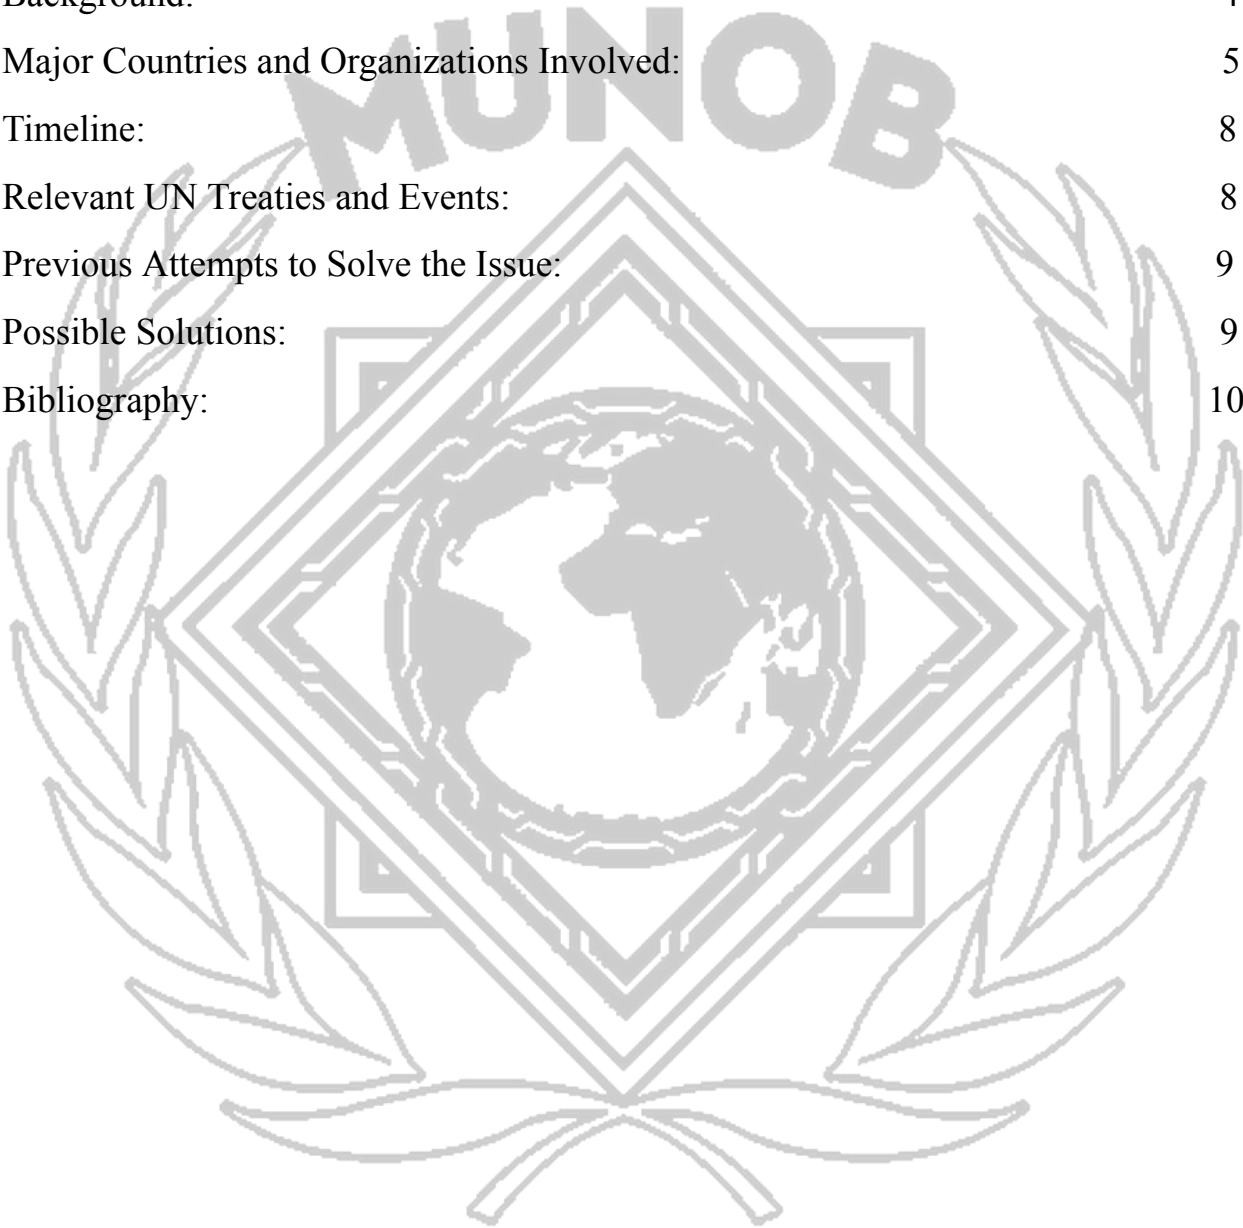 Background:
MUNOB
Major Countries and Organizations Involved: 5
Timeline: 8
Relevant UN Treaties and Events: 8
Previous Attempts to Solve the Issue: 9
Possible Solutions: 9
Bibliography: 10